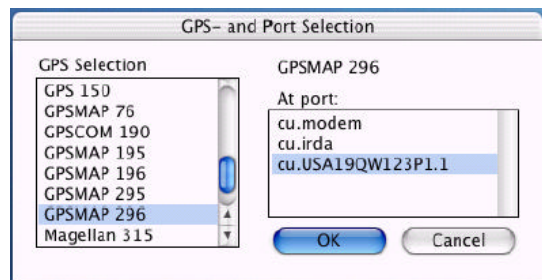 GPS- and Port Selection
GPS Selection
GPS 150
GPSMAP 76
GPSCOM 190
GPSMAP 195
GPSMAP 196
GPSMAP 295
GPSMAP 296
Magellan 315
GPSMAP 296
At port:
cu.modem
cu.irda
cu.USA19QW123P1.1
OK
Cancel